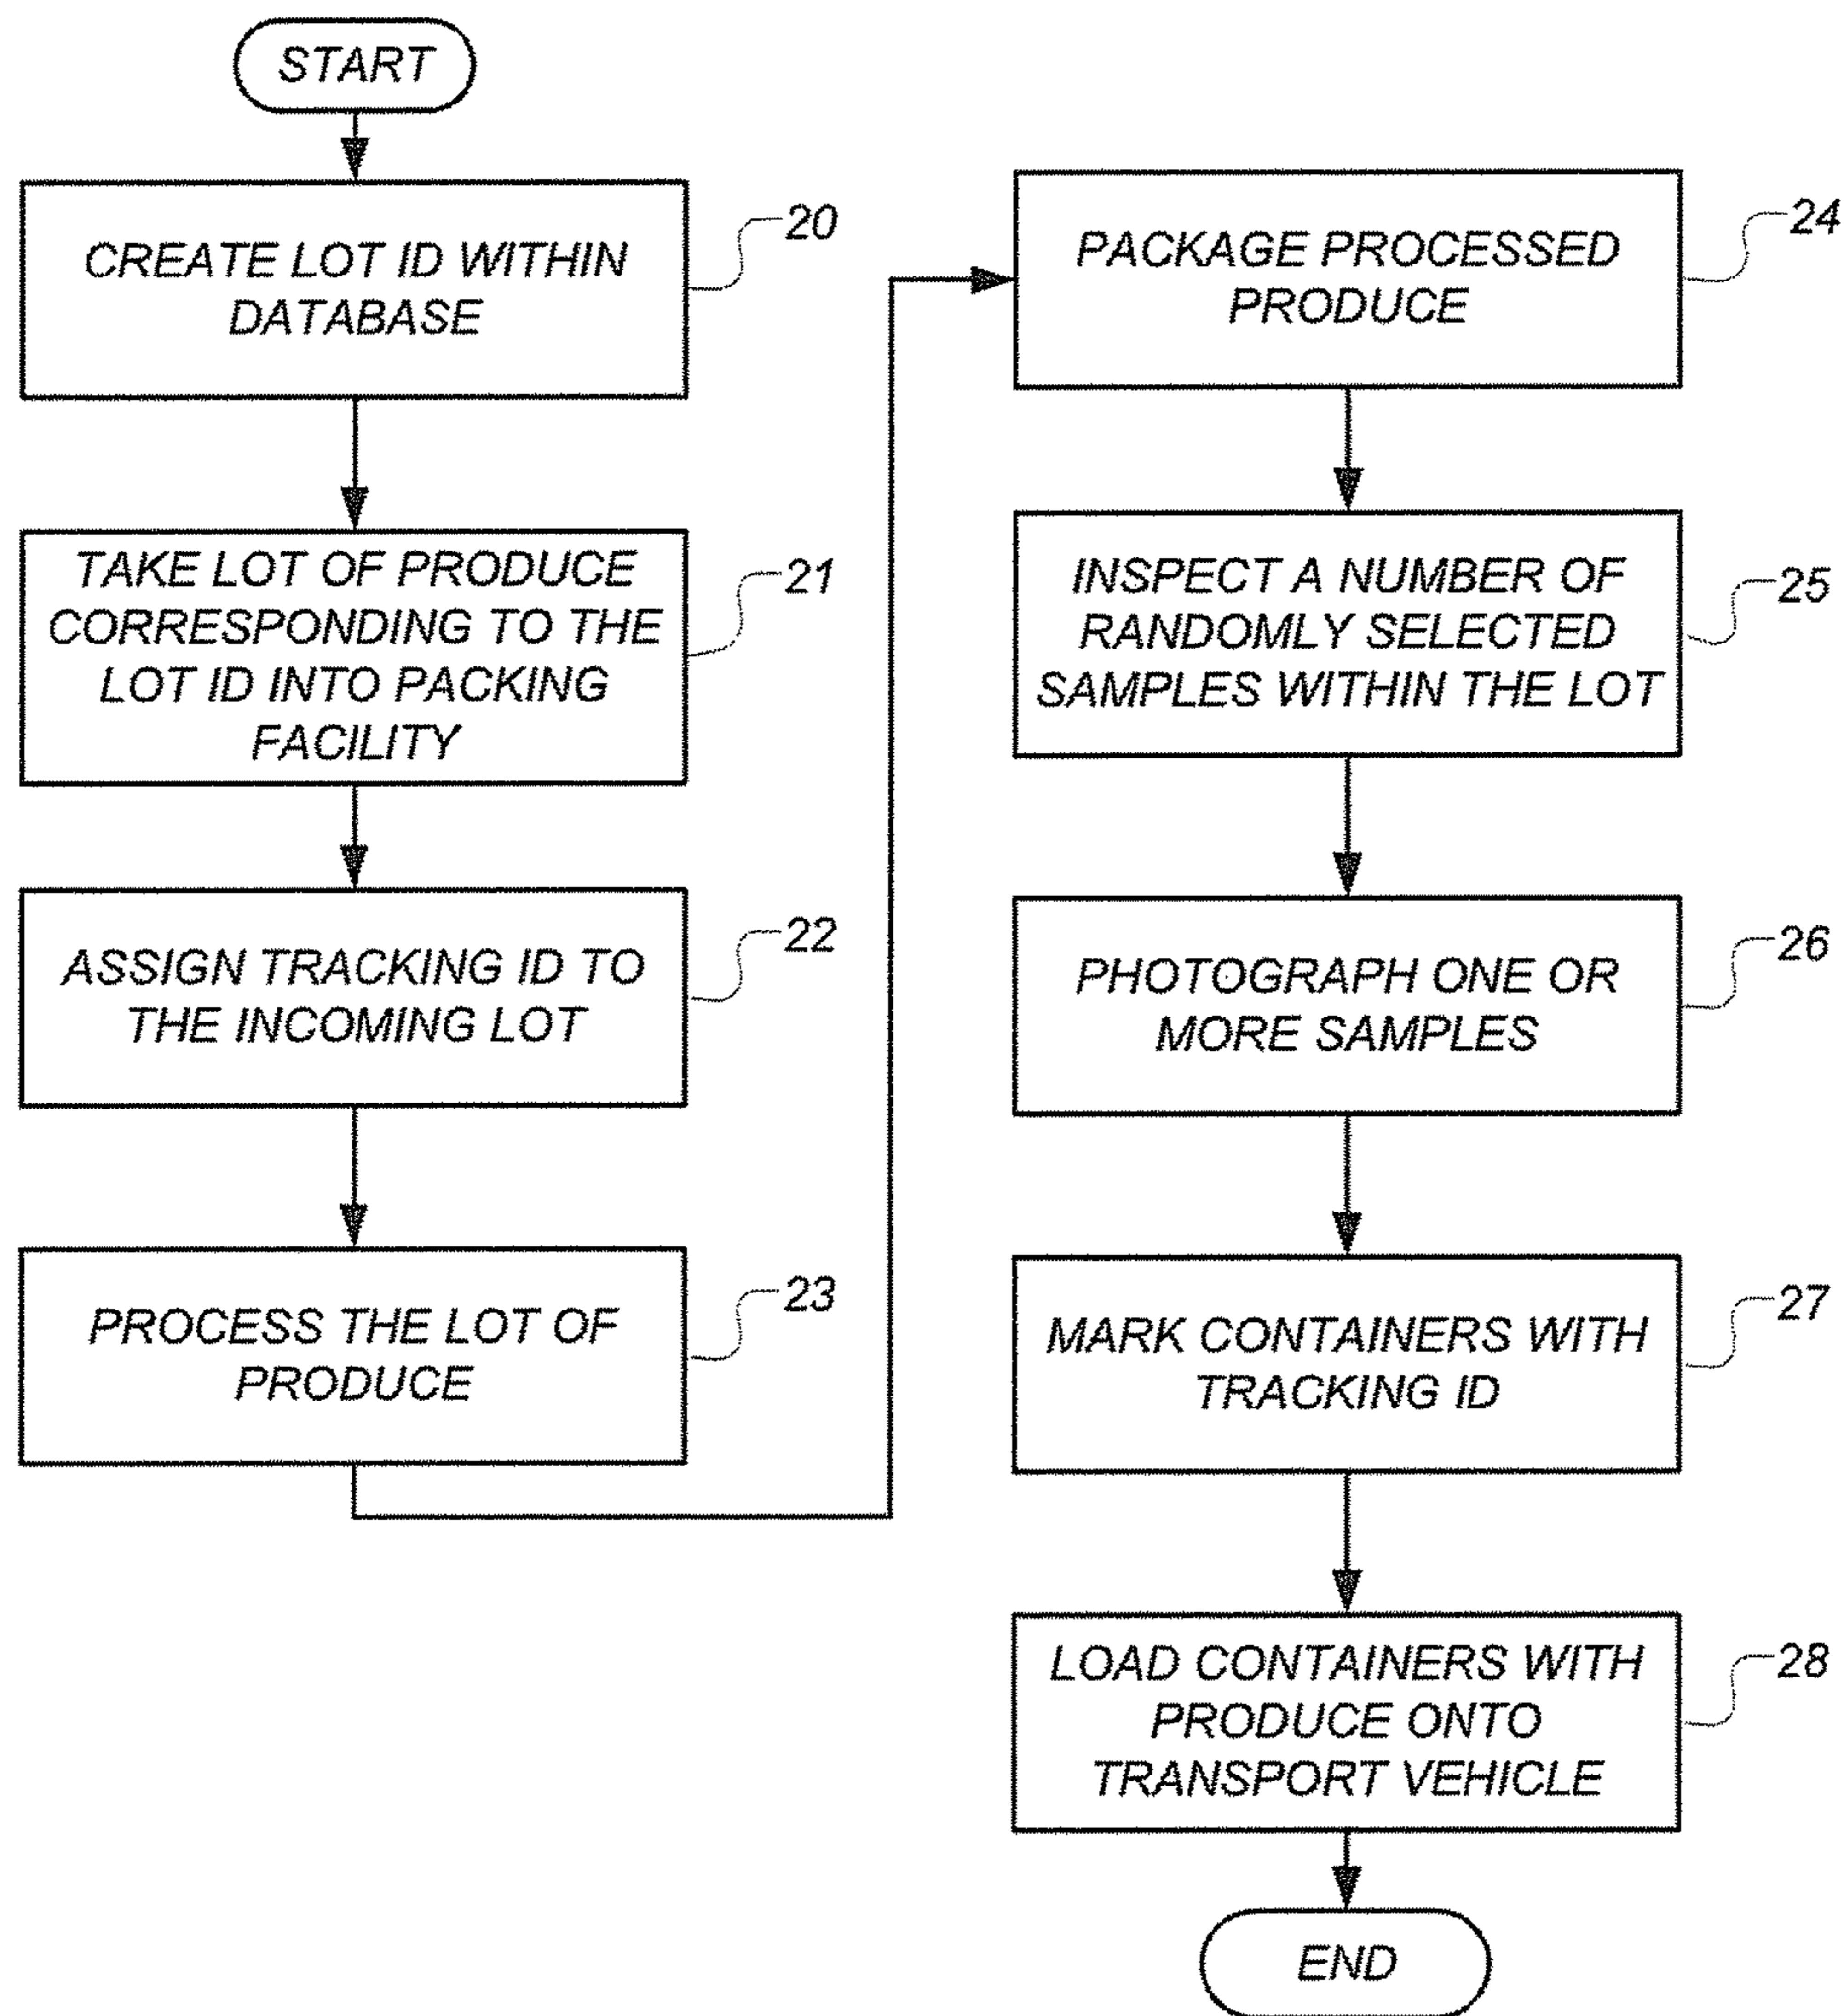 START
CREATE LOT ID WITHIN
DATABASE
20
TAKE LOT OF PRODUCE
CORRESPONDING TO THE
LOT ID INTO PACKING
FACILITY
21
ASSIGN TRACKING ID TO
THE INCOMING LOT
22
PROCESS THE LOT OF
PRODUCE
23
PACKAGE PROCESSED
PRODUCE
24
INSPECT A NUMBER OF
RANDOMLY SELECTED
SAMPLES WITHIN THE LOT
25
PHOTOGRAPH ONE OR
MORE SAMPLES
26
MARK CONTAINERS WITH
TRACKING ID
27
LOAD CONTAINERS WITH
PRODUCE ONTO
TRANSPORT VEHICLE
28
END